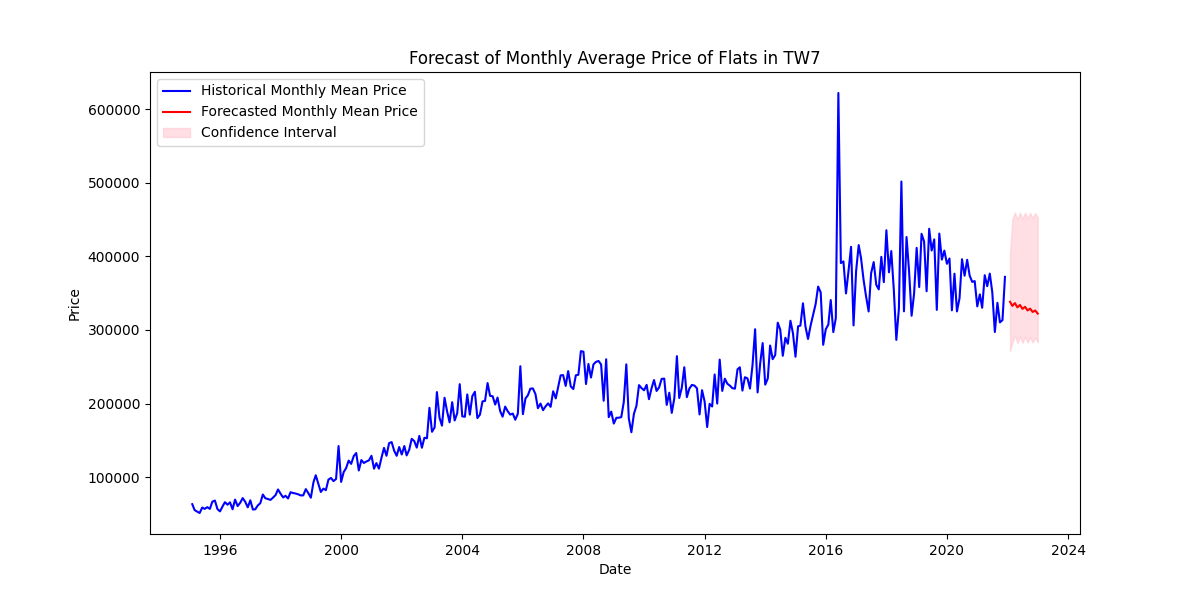 Forecast of Monthly Average Price of Flats in TW7
Historical Monthly Mean Price
Forecasted Monthly Mean Price
Confidence Interval
600000
500000
400000
300000
200000
100000
Price
1996 2000 2004 2008 2012 2016 2020 2024
Date